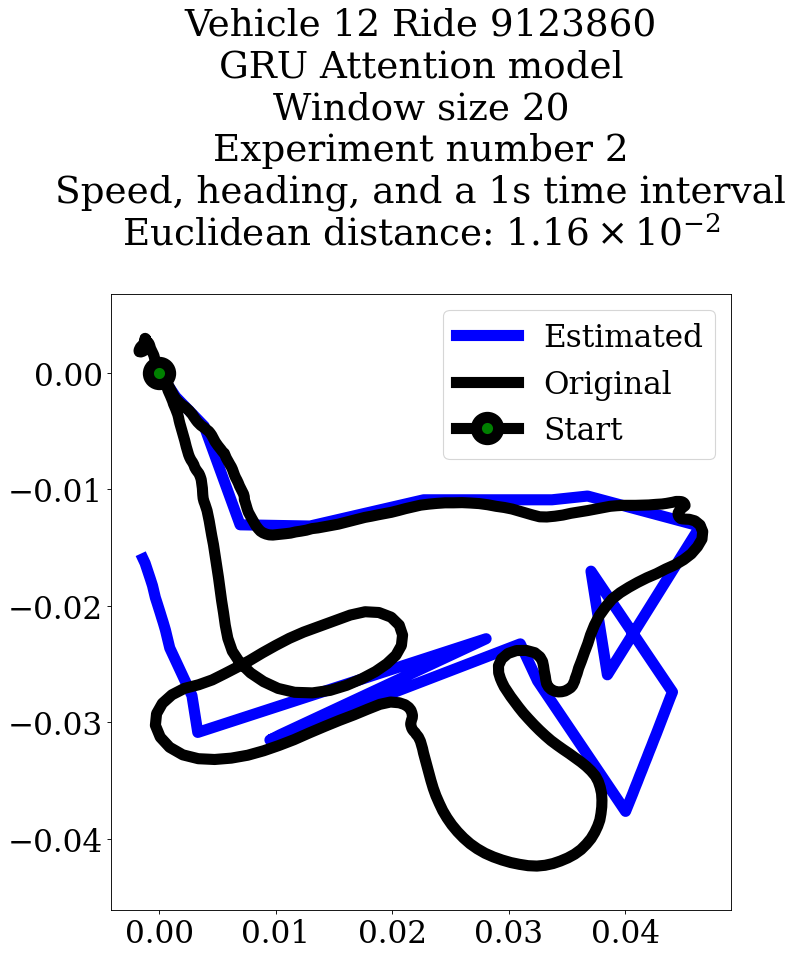 Vehicle 12 Ride 9123860
GRU Attention model
Window size 20
Experiment number 2
Speed, heading, and a 1s time interval
Euclidean distance: 1.16 × 10⁻²
Estimated
Original
Start
0.00
−0.01
−0.02
−0.03
−0.04
0.00 0.01 0.02 0.03 0.04